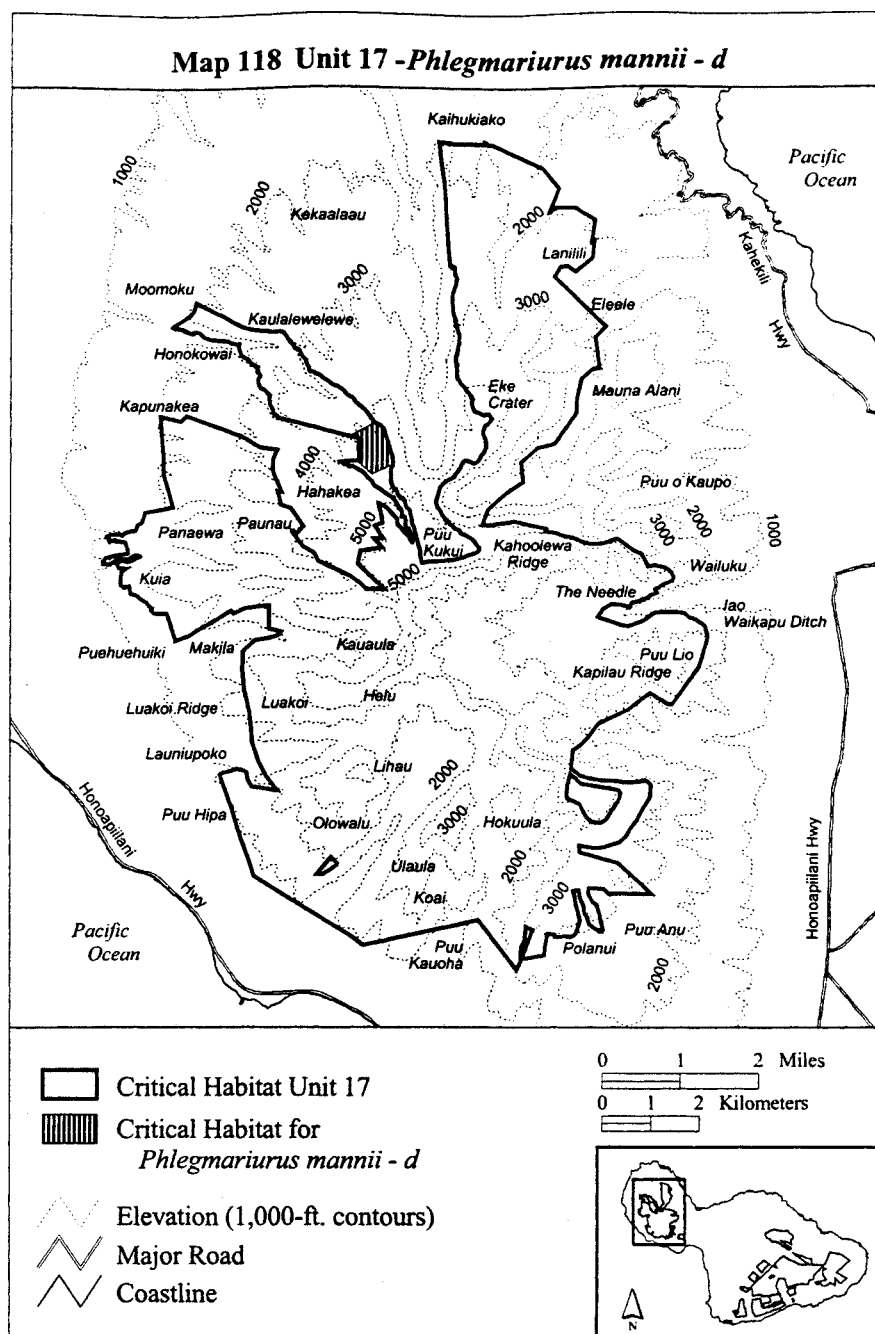 Map 118 Unit 17 -Phlegmariurus mannii - d
Kaihukiako
Pacific
Ocean
1000
2000
Kekaalaau
2000
Kahekili
Hwy
Lanilili
3000
3000
Eleele
Moomoku
Kaulalewelewe
Honokowai
Eke
Crater
Mauna Alani
Kapunakea
4000
Hahakea
Puu o Kaupo
3000
2000
1000
Panaewa
Paunau
5000
Puu
Kukui
Kahoolewa
Ridge
Wailuku
Kuia
5000
The Needle
Iao
Waikapu Ditch
Puehuehuiki
Makila
Kauaula
Puu Lio
Kapilau Ridge
Luakoi Ridge
Luakoi
Helu
Launiupoko
Lihau
2000
Honoapiilani
Hwy
Puu Hipa
Olowalu
3000
Hokuula
Honoapiilani Hwy
Ulaula
2000
Koai
3000
Pacific
Ocean
Puu
Kauoha
Polanui
Puu Anu
2000
Critical Habitat Unit 17
Critical Habitat for
Phlegmariurus mannii - d
Elevation (1,000-ft. contours)
Major Road
Coastline
0 1 2 Miles
0 1 2 Kilometers
N